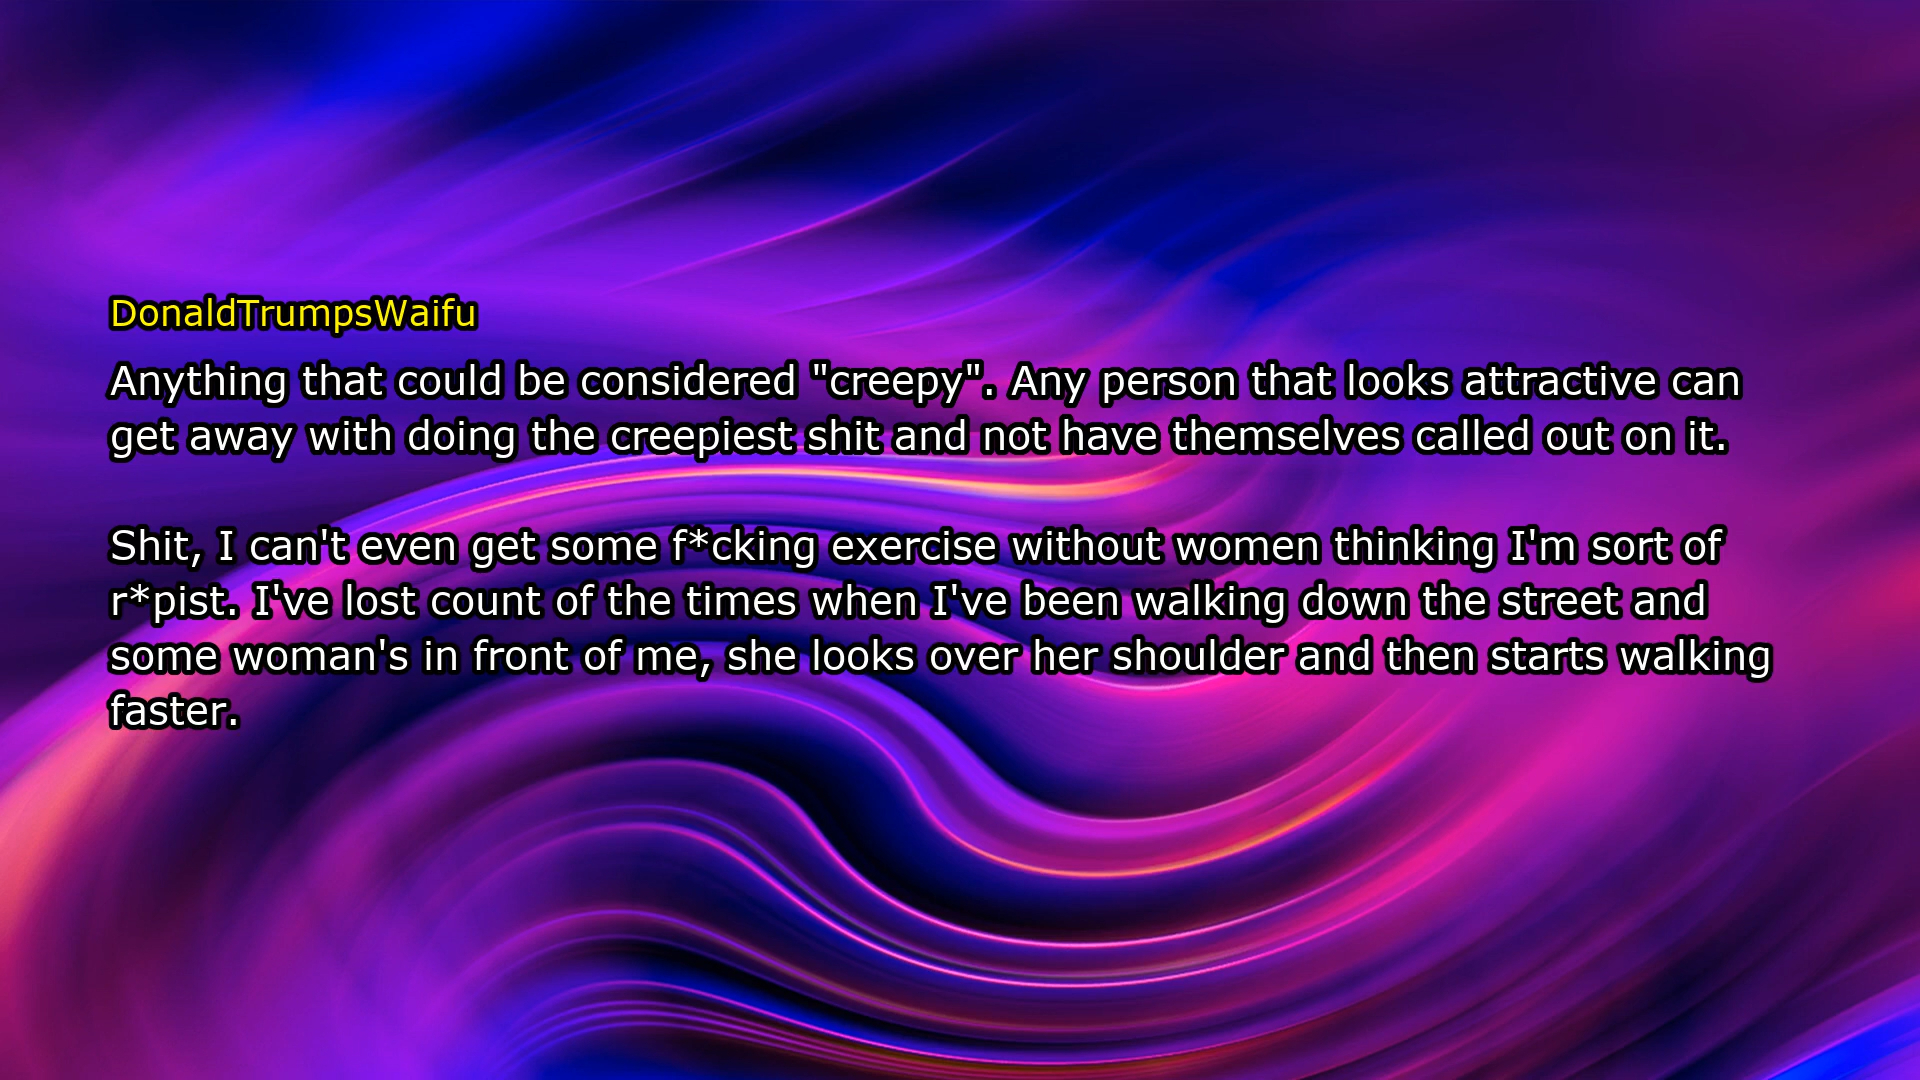 DonaldTrumpsWaifu
Anything that could be considered "creepy". Any person that looks attractive can
get away with doing the creepiest shit and not have themselves called out on it.
Shit, I can't even get some f*cking exercise without women thinking I'm sort of
r*pist. I've lost count of the times when I've been walking down the street and
some woman's in front of me, she looks over her shoulder and then starts walking
faster.